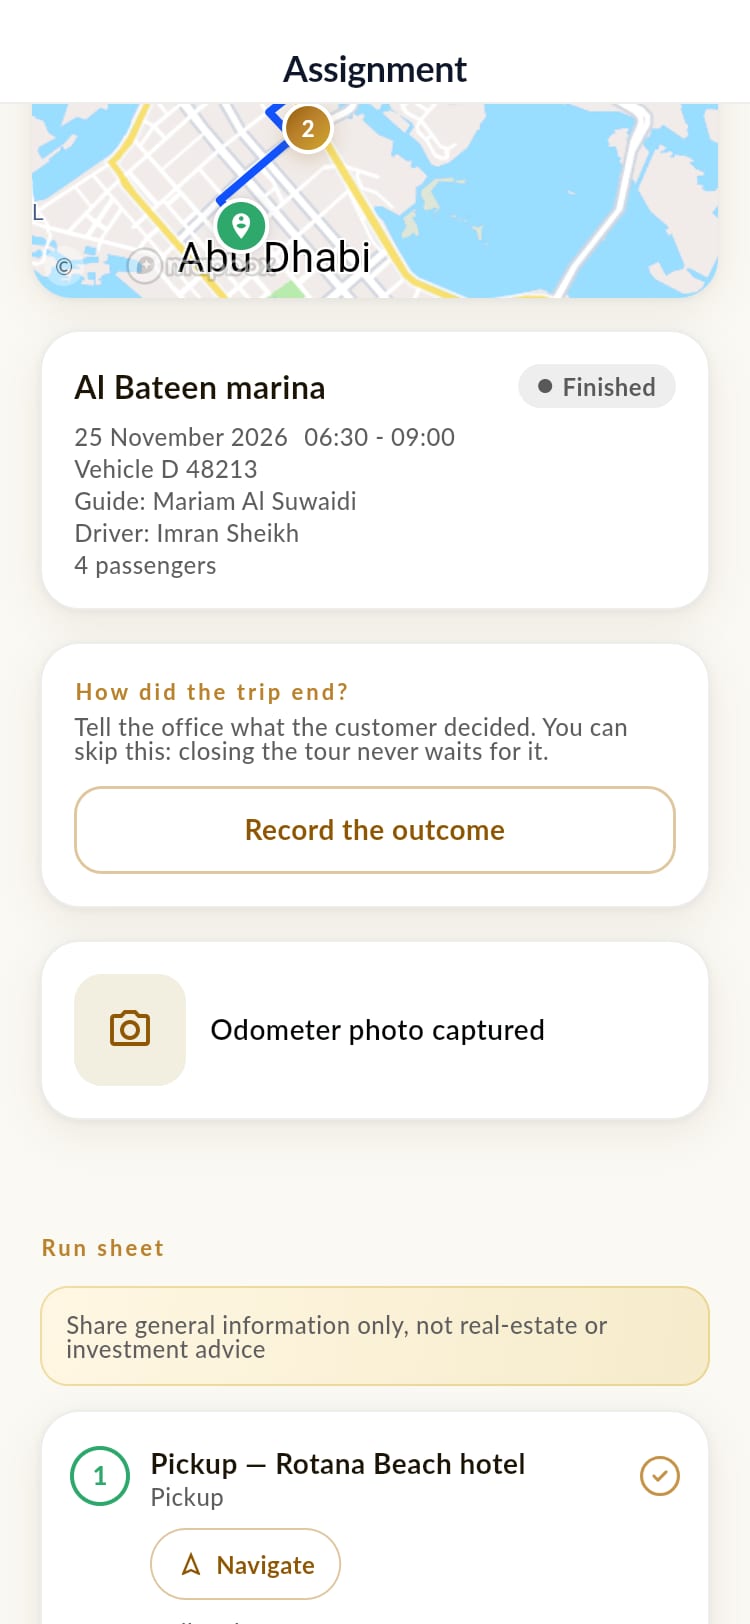 Assignment
2
L
Abu Dhabi
©
mapbox
Al Bateen marina
Finished
25 November 2026 06:30 - 09:00
Vehicle D 48213
Guide: Mariam Al Suwaidi
Driver: Imran Sheikh
4 passengers
How did the trip end?
Tell the office what the customer decided. You can
skip this: closing the tour never waits for it.
Record the outcome
Odometer photo captured
Run sheet
Share general information only, not real-estate or
investment advice
1
Pickup — Rotana Beach hotel
Pickup
Navigate